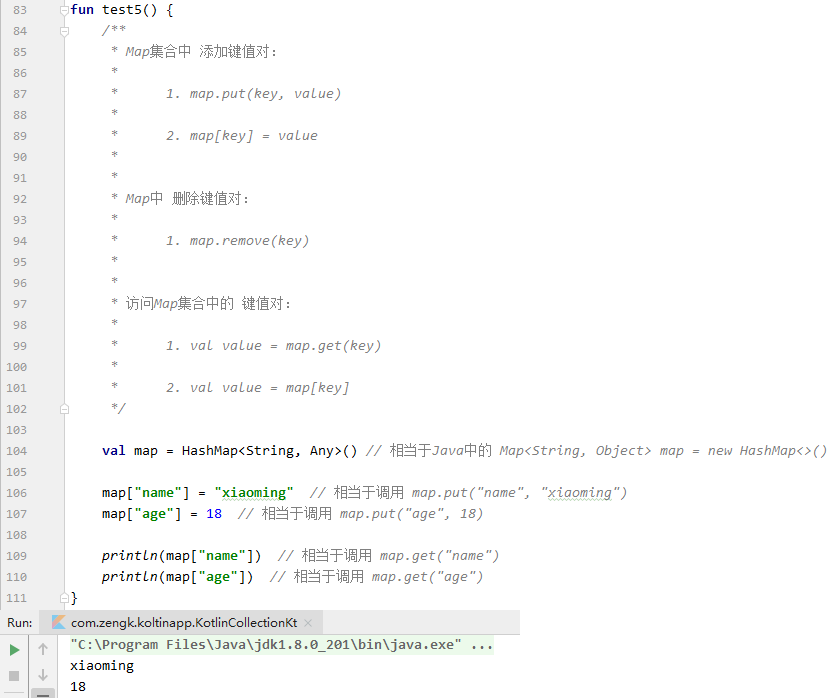 83 fun test5() {
84 /**
85 * Map集合中 添加键值对:
86 *
87 * 1. map.put(key, value)
88 *
89 * 2. map[key] = value
90 *
91 *
92 * Map中 删除键值对:
93 *
94 * 1. map.remove(key)
95 *
96 *
97 * 访问Map集合中的 键值对:
98 *
99 * 1. val value = map.get(key)
100 *
101 * 2. val value = map[key]
102 */
103
104 val map = HashMap<String, Any>() // 相当于Java中的 Map<String, Object> map = new HashMap<>()
105
106 map["name"] = "xiaoming" // 相当于调用 map.put("name", "xiaoming")
107 map["age"] = 18 // 相当于调用 map.put("age", 18)
108
109 println(map["name"]) // 相当于调用 map.get("name")
110 println(map["age"]) // 相当于调用 map.get("age")
111 }
Run: com.zengk.koltinapp.KotlinCollectionKt ×
"C:\Program Files\Java\jdk1.8.0_201\bin\java.exe" ...
xiaoming
18